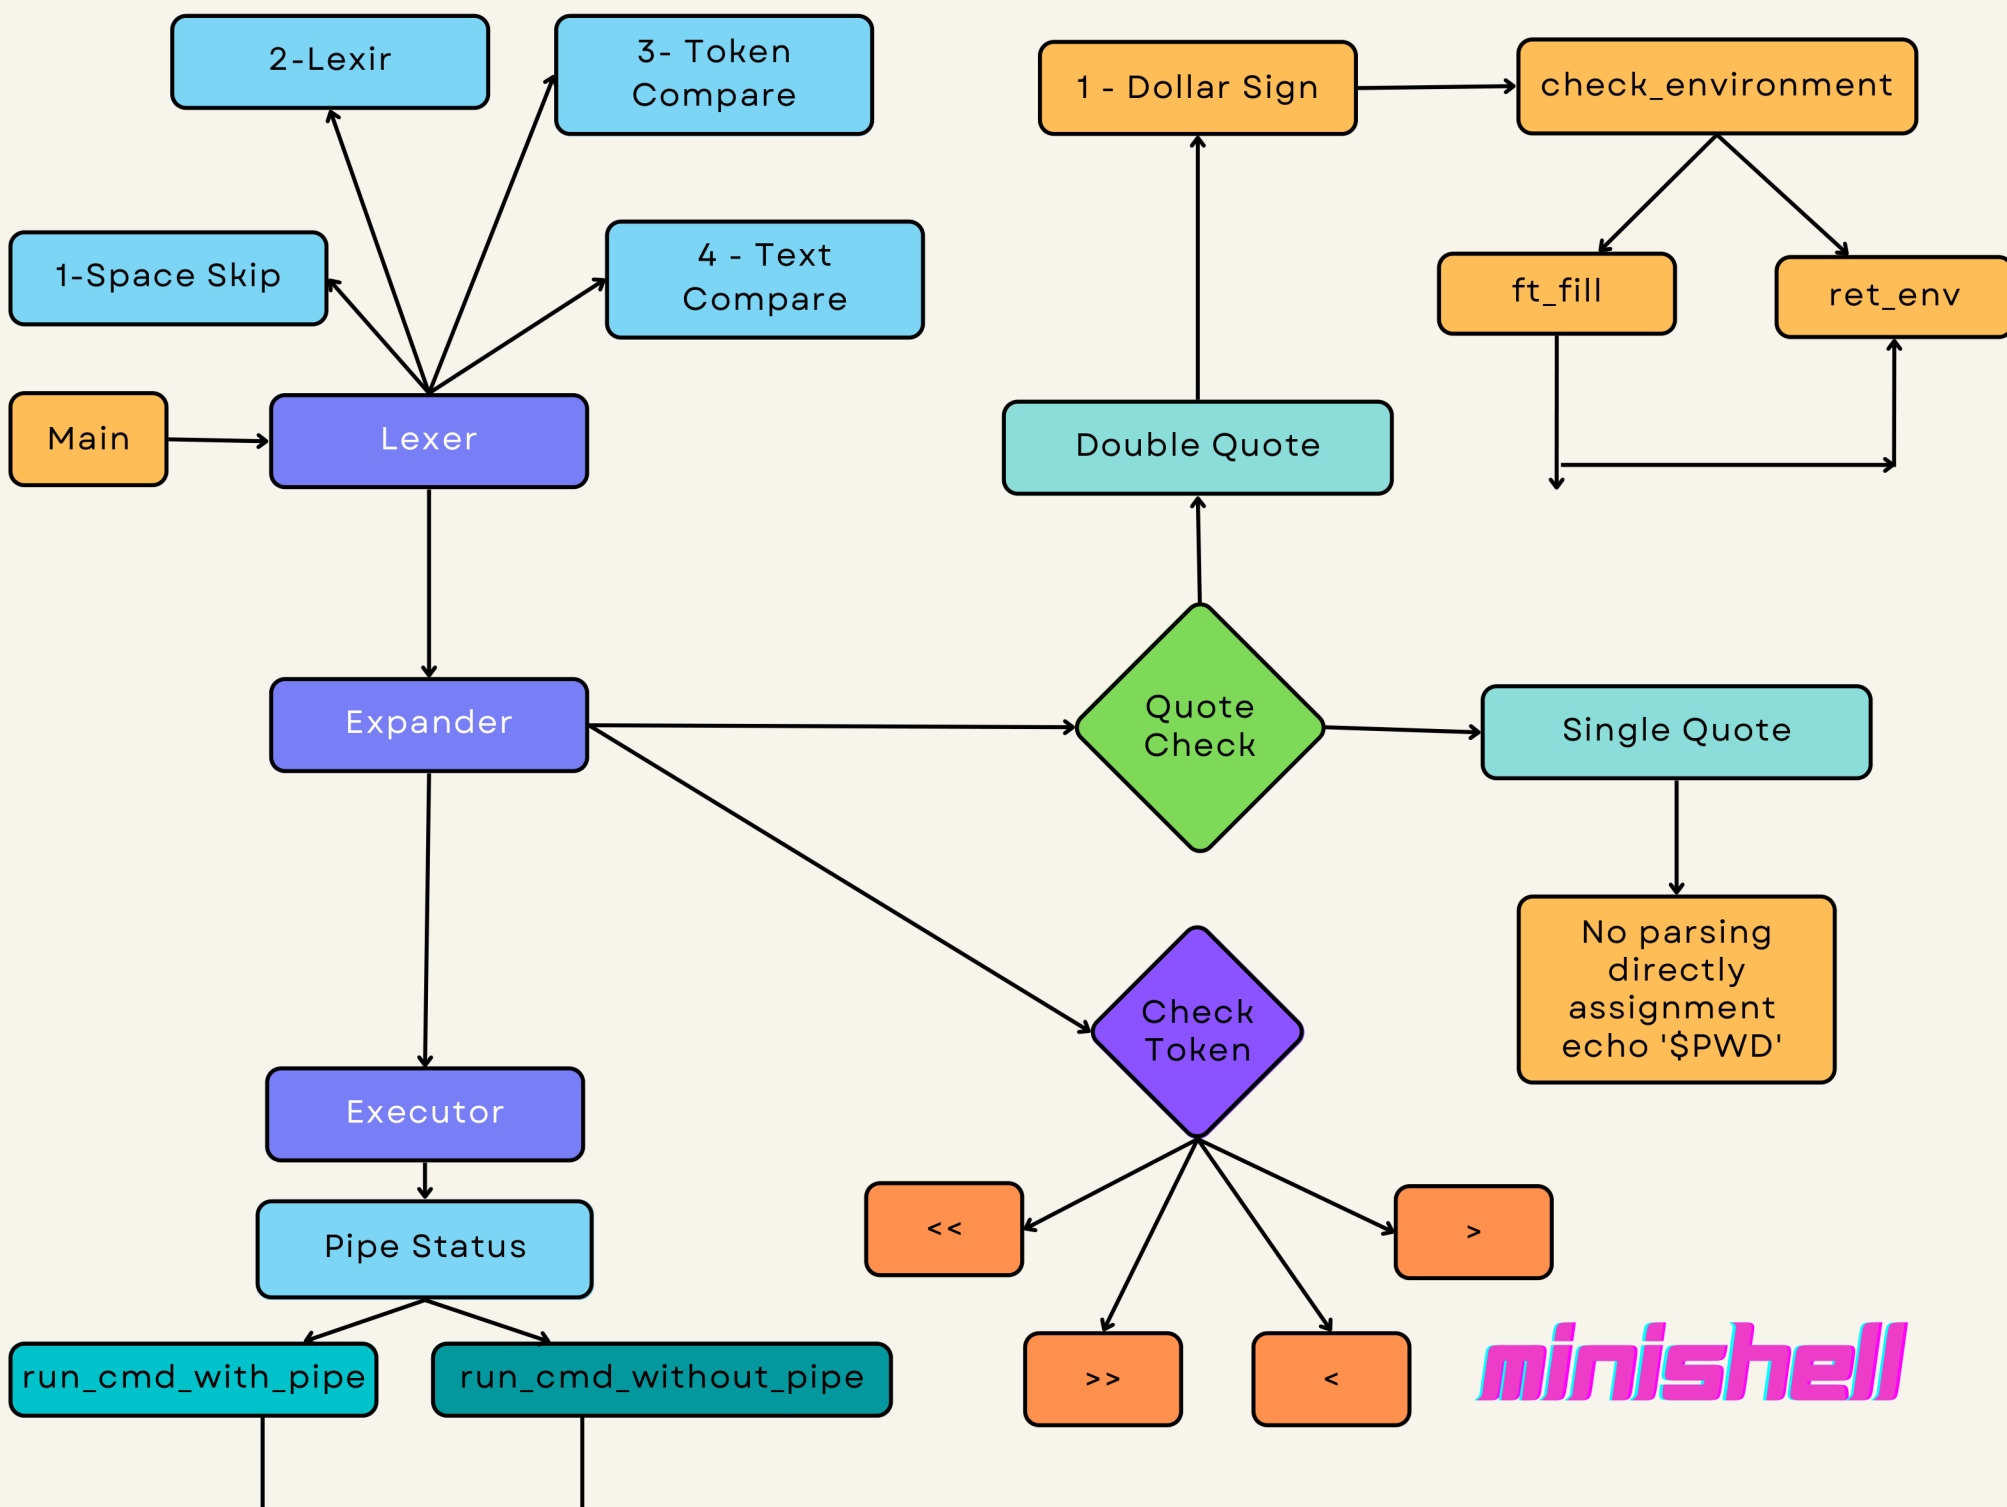 2-Lexir
3- Token
Compare
1 - Dollar Sign
check_environment
1-Space Skip
4 - Text
Compare
ft_fill
ret_env
Main
Lexer
Double Quote
Expander
Quote
Check
Single Quote
No parsing
directly
assignment
echo '$PWD'
Check
Token
Executor
Pipe Status
<<
>
>>
<
run_cmd_with_pipe
run_cmd_without_pipe
minishell